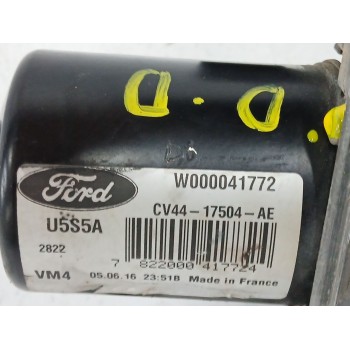 D.D
Ford
W000041772
U5S5A
CV44-17504-AE
2822
7 822000 417724
VM4 05.06.16 23:51B Made in France